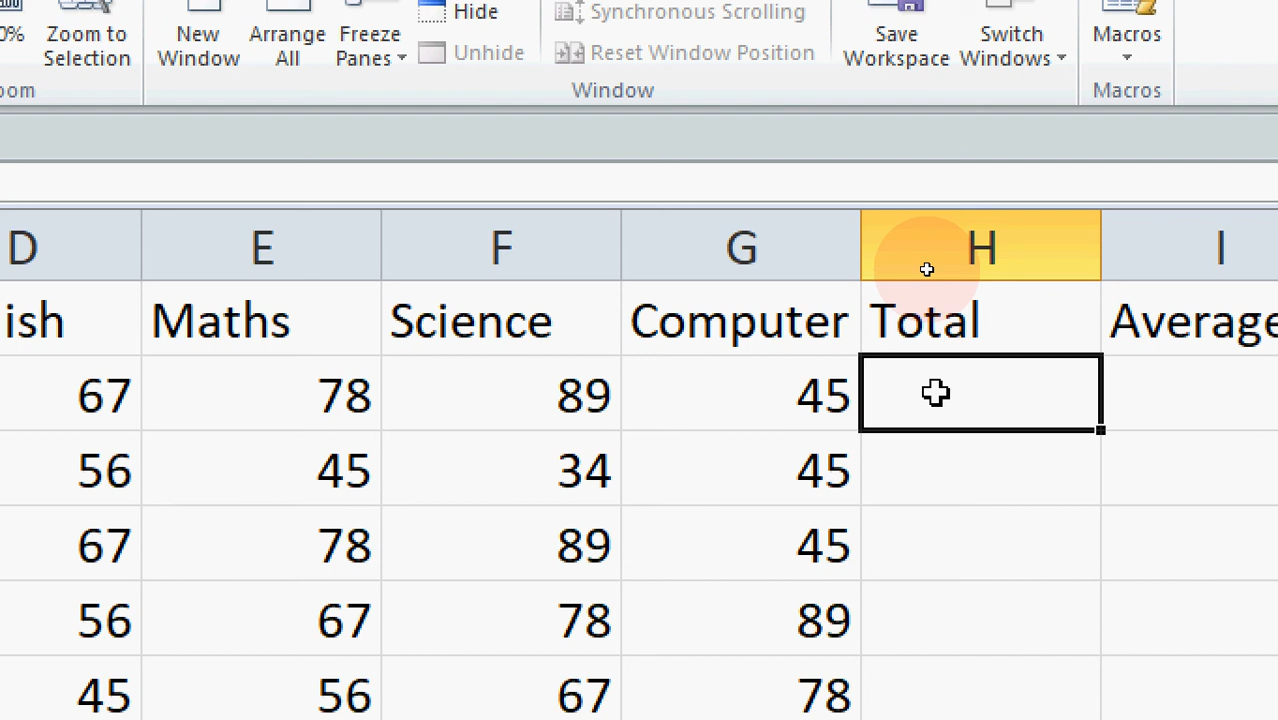 0% Zoom to Selection New Window Arrange All Freeze Panes Hide Unhide Synchronous Scrolling Reset Window Position Save Workspace Switch Windows Macros
oom Window Macros
D E F G H I
ish Maths Science Computer Total Average
67 78 89 45
56 45 34 45
67 78 89 45
56 67 78 89
45 56 67 78